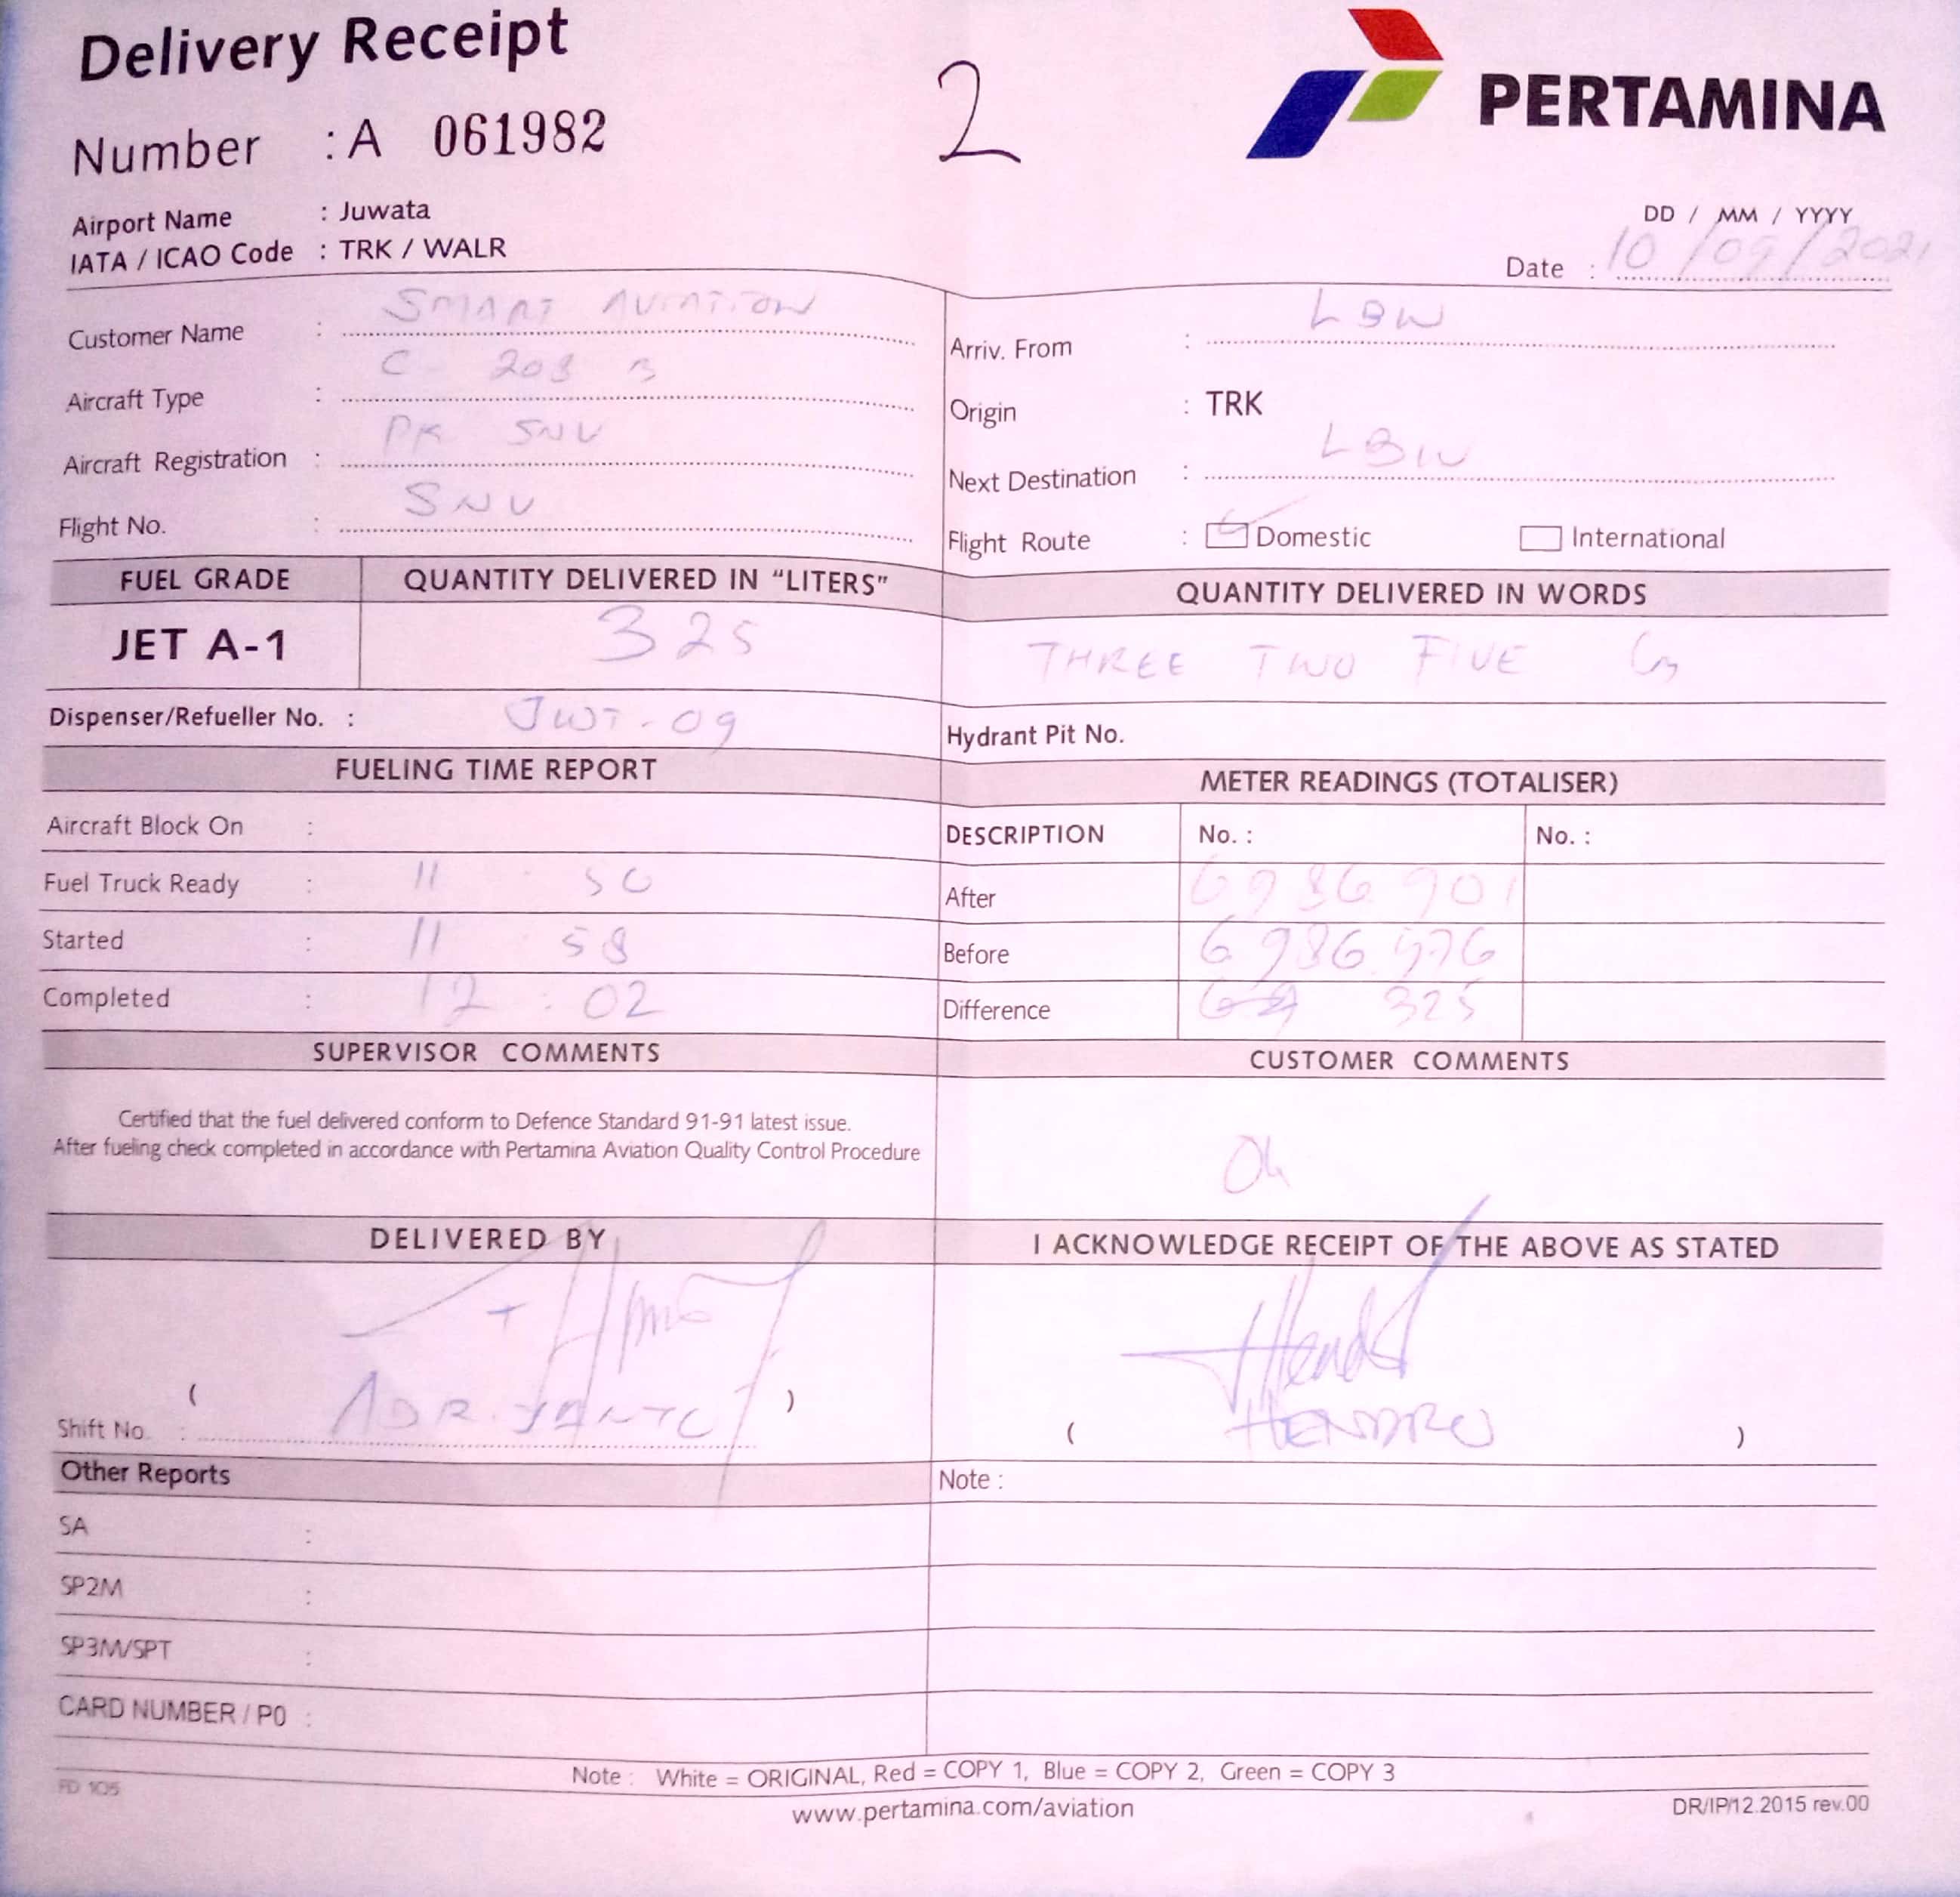 Delivery Receipt
2
PERTAMINA
Number : A 061982
Airport Name : Juwata
IATA / ICAO Code : TRK / WALR
DD / MM / YYYY
Date : 10/09/2021
Customer Name : SMART AVIATION
Arriv. From : LBW
Aircraft Type : C 208 B
Origin : TRK
Aircraft Registration : PK SNV
Next Destination : LBW
Flight No. : SNV
Flight Route : Domestic International
FUEL GRADE QUANTITY DELIVERED IN “LITERS” QUANTITY DELIVERED IN WORDS
JET A-1 325 THREE TWO FIVE
Dispenser/Refueller No. : JWT-09
Hydrant Pit No.
FUELING TIME REPORT METER READINGS (TOTALISER)
Aircraft Block On :
DESCRIPTION No. : No. :
Fuel Truck Ready : 11 50
After 6986 901
Started : 11 58
Before 6986 576
Completed : 12 : 02
Difference 325
SUPERVISOR COMMENTS CUSTOMER COMMENTS
Certified that the fuel delivered conform to Defence Standard 91-91 latest issue.
After fueling check completed in accordance with Pertamina Aviation Quality Control Procedure
Ok
DELIVERED BY I ACKNOWLEDGE RECEIPT OF THE ABOVE AS STATED
( ADRIYANTO )
Shift No. :
( HENDRO )
Other Reports Note :
SA :
SP2M :
SP3M/SPT :
CARD NUMBER / P0 :
Note : White = ORIGINAL, Red = COPY 1, Blue = COPY 2, Green = COPY 3
FD 105
www.pertamina.com/aviation
DR/IP/12.2015 rev.00